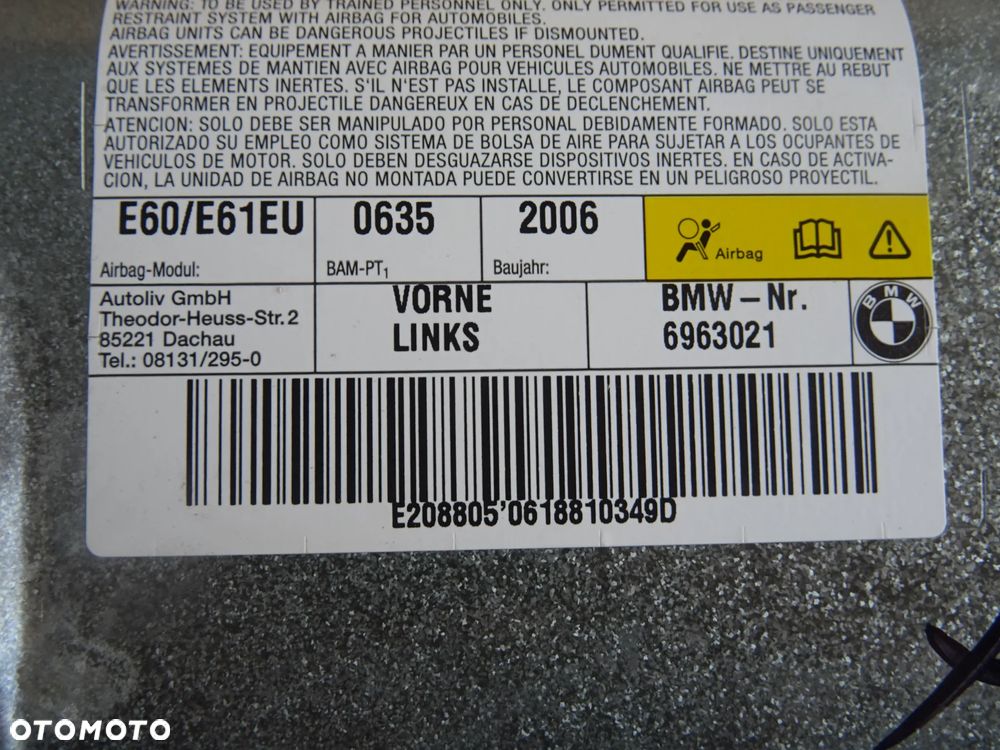 WARNING: TO BE USED BY TRAINED PERSONNEL ONLY. ONLY PERMITTED FOR USE AS PASSENGER
RESTRAINT SYSTEM WITH AIRBAG FOR AUTOMOBILES.
AIRBAG UNITS CAN BE DANGEROUS PROJECTILES IF DISMOUNTED.
AVERTISSEMENT: EQUIPEMENT A MANIER PAR UN PERSONEL DUMENT QUALIFIE. DESTINE UNIQUEMENT
AUX SYSTEMES DE MANTIEN AVEC AIRBAG POUR VEHICULES AUTOMOBILES. NE METTRE AU REBUT
QUE LES ELEMENTS INERTES. S'IL N'EST PAS INSTALLE, LE COMPOSANT AIRBAG PEUT SE
TRANSFORMER EN PROJECTILE DANGEREUX EN CAS DE DECLENCHEMENT.
ATENCION: SOLO DEBE SER MANIPULADO POR PERSONAL DEBIDAMENTE FORMADO. SOLO ESTA
AUTORIZADO SU EMPLEO COMO SISTEMA DE BOLSA DE AIRE PARA SUJETAR A LOS OCUPANTES DE
VEHICULOS DE MOTOR. SOLO DEBEN DESGUAZARSE DISPOSITIVOS INERTES. EN CASO DE ACTIVA-
CION, LA UNIDAD DE AIRBAG NO MONTADA PUEDE CONVERTIRSE EN UN PELIGROSO PROYECTIL.
E60/E61EU 0635 2006
Airbag
Airbag-Modul: BAM-PT1 Baujahr:
Autoliv GmbH
Theodor-Heuss-Str.2
85221 Dachau
Tel.: 08131/295-0
VORNE
LINKS
BMW-Nr.
6963021
BMW
E208805'0618810349D
OTOMOTO